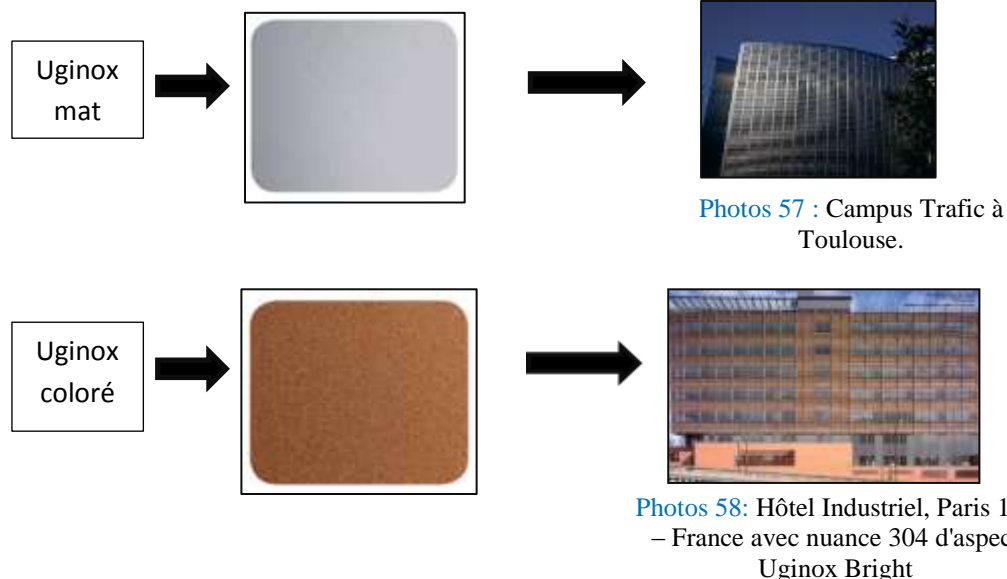 Uginox
mat
Photos 57 : Campus Trafic à
Toulouse.
Uginox
coloré
Photos 58: Hôtel Industriel, Paris 1
– France avec nuance 304 d'aspec
Uginox Bright